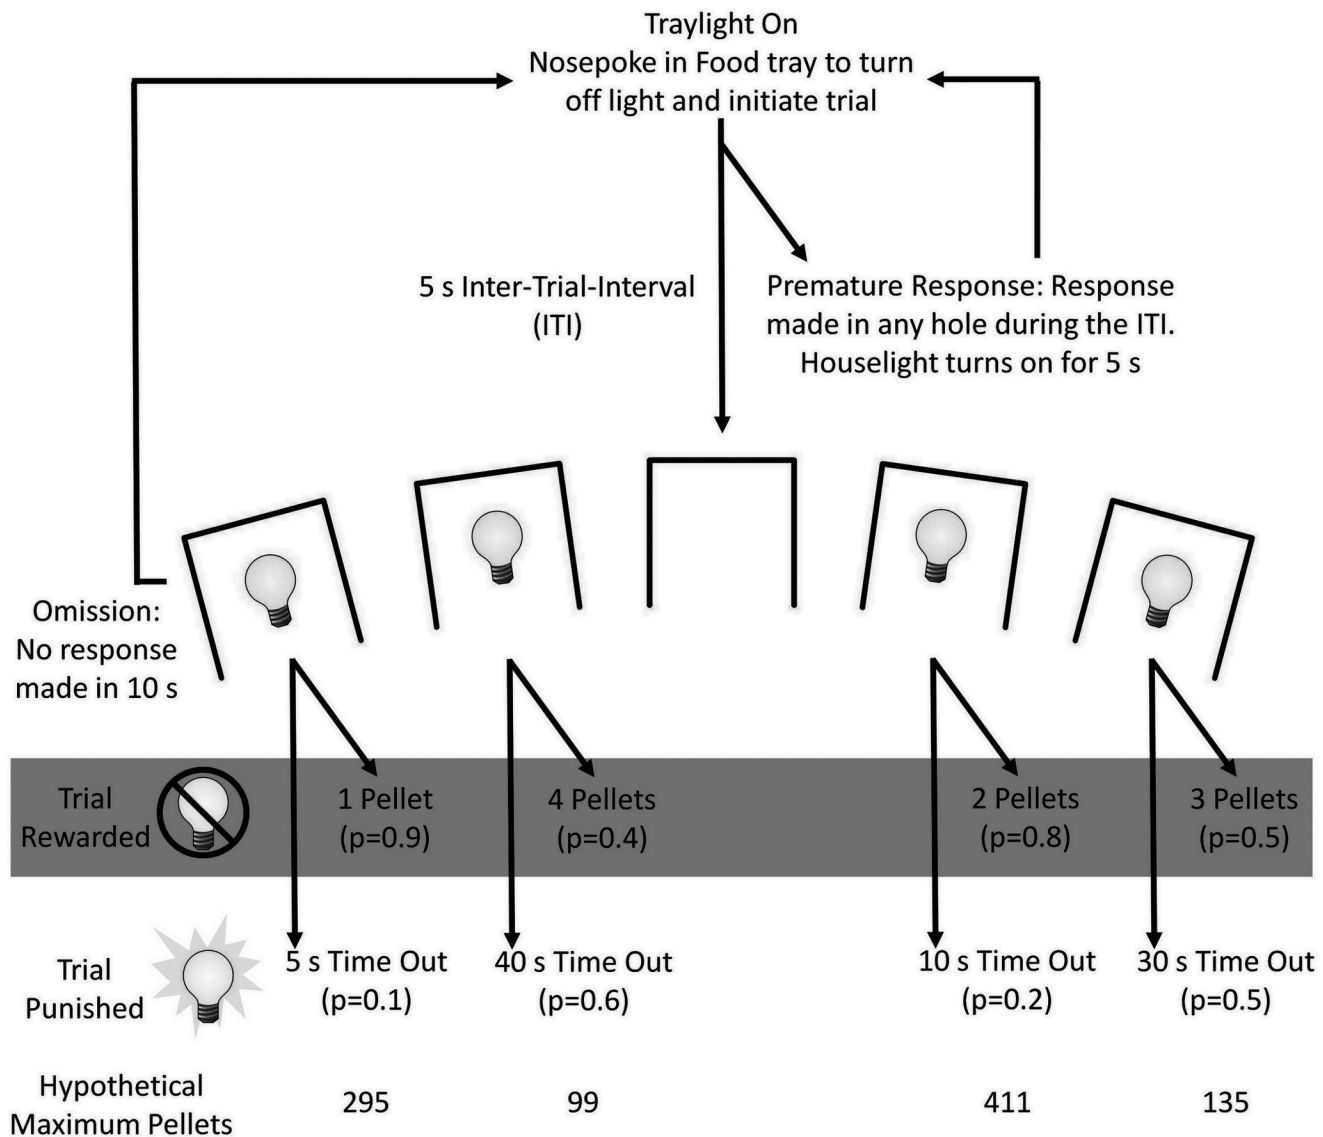 Traylight On
Nosepoke in Food tray to turn
off light and initiate trial
5 s Inter-Trial-Interval
(ITI)
Premature Response: Response
made in any hole during the ITI.
Houselight turns on for 5 s
Omission:
No response
made in 10 s
Trial
Rewarded
1 Pellet
(p=0.9)
4 Pellets
(p=0.4)
2 Pellets
(p=0.8)
3 Pellets
(p=0.5)
Trial
Punished
5 s Time Out
(p=0.1)
40 s Time Out
(p=0.6)
10 s Time Out
(p=0.2)
30 s Time Out
(p=0.5)
Hypothetical
Maximum Pellets
295
99
411
135